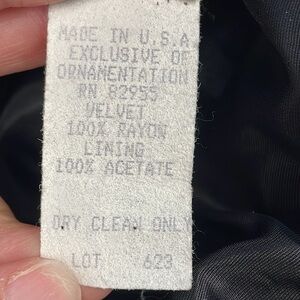 MADE IN U.S.A
EXCLUSIVE OF
ORNAMENTATION
RN 82955
VELVET
100% RAYON
LINING
100% ACETATE
DRY CLEAN ONLY
LOT 623